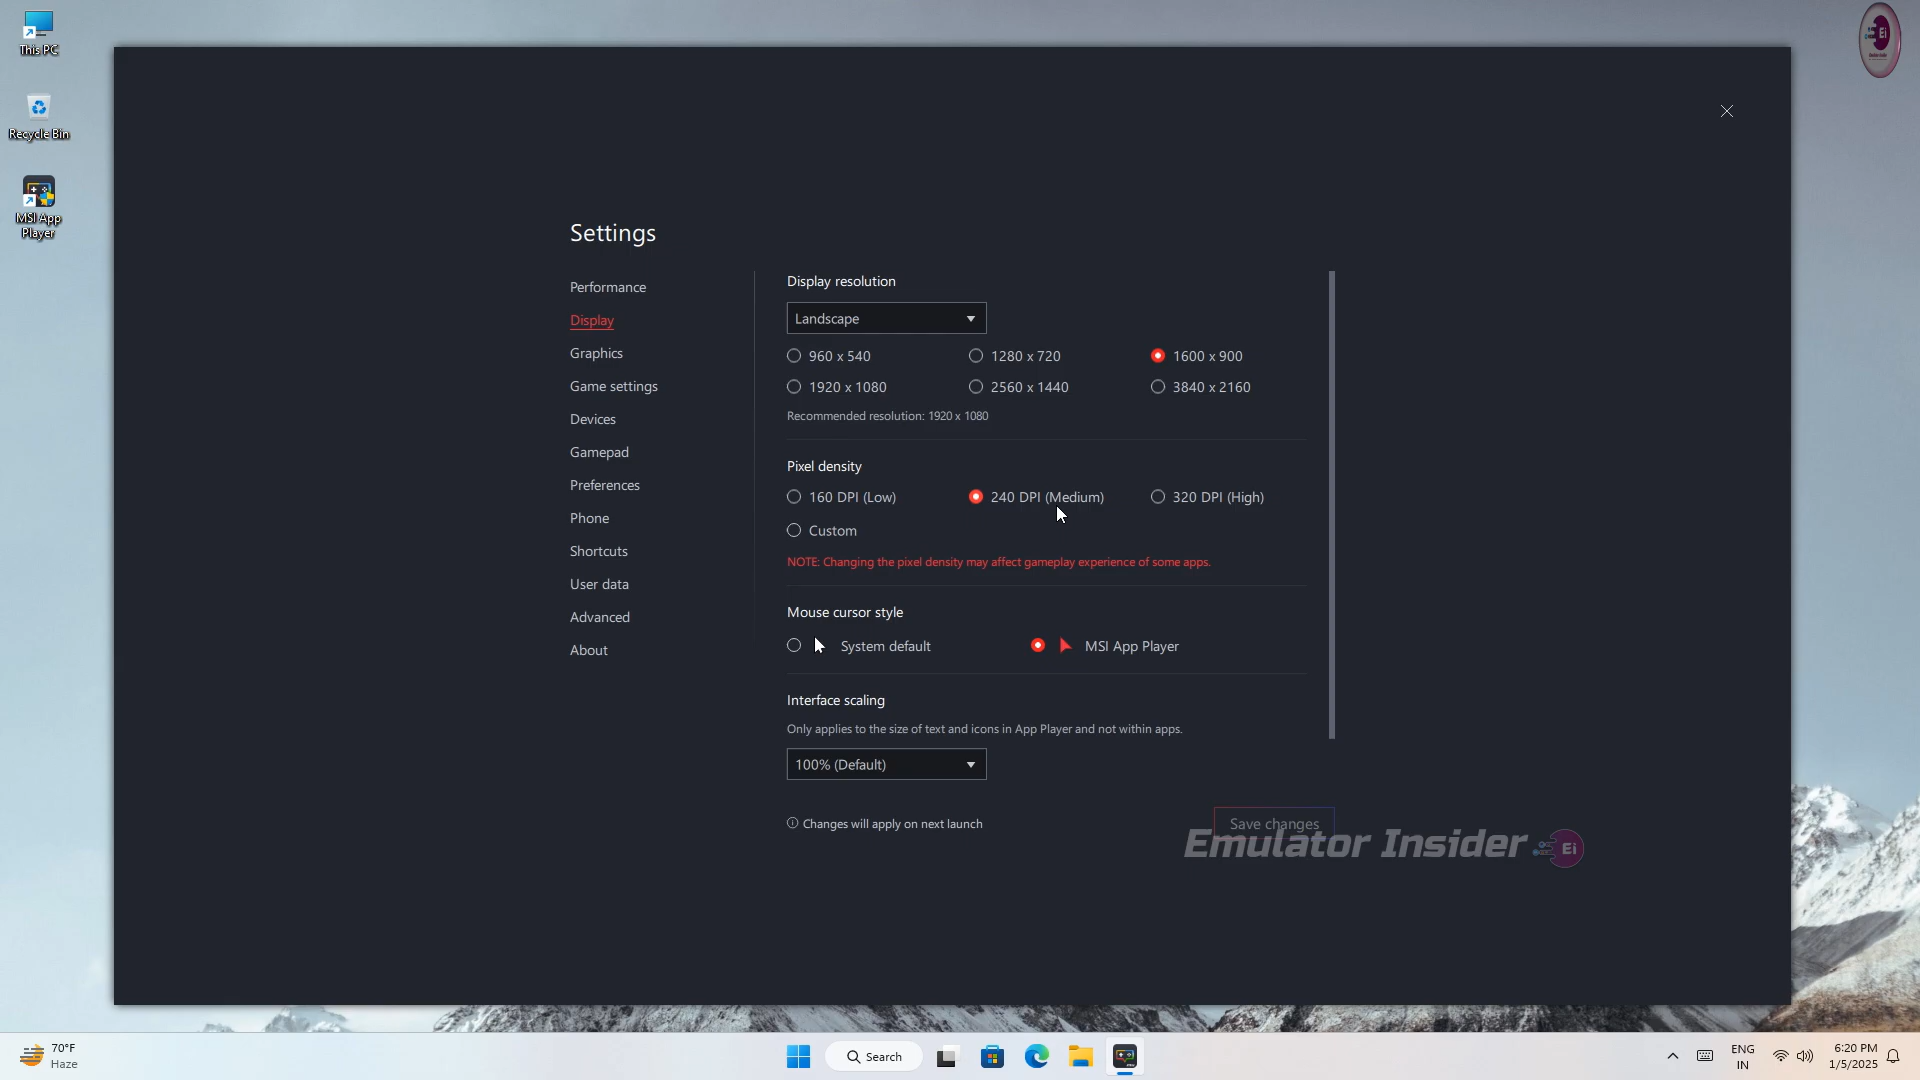 This PC
Recycle Bin
MSI App
Player
Settings
Performance
Display
Graphics
Game settings
Devices
Gamepad
Preferences
Phone
Shortcuts
User data
Advanced
About
Display resolution
Landscape
960 x 540
1280 x 720
1600 x 900
1920 x 1080
2560 x 1440
3840 x 2160
Recommended resolution: 1920 x 1080
Pixel density
160 DPI (Low)
240 DPI (Medium)
320 DPI (High)
Custom
NOTE: Changing the pixel density may affect gameplay experience of some apps.
Mouse cursor style
System default
MSI App Player
Interface scaling
Only applies to the size of text and icons in App Player and not within apps.
100% (Default)
Changes will apply on next launch
Save changes
Emulator Insider Ei
Ei
70°F
Haze
Search
ENG
IN
6:20 PM
1/5/2025